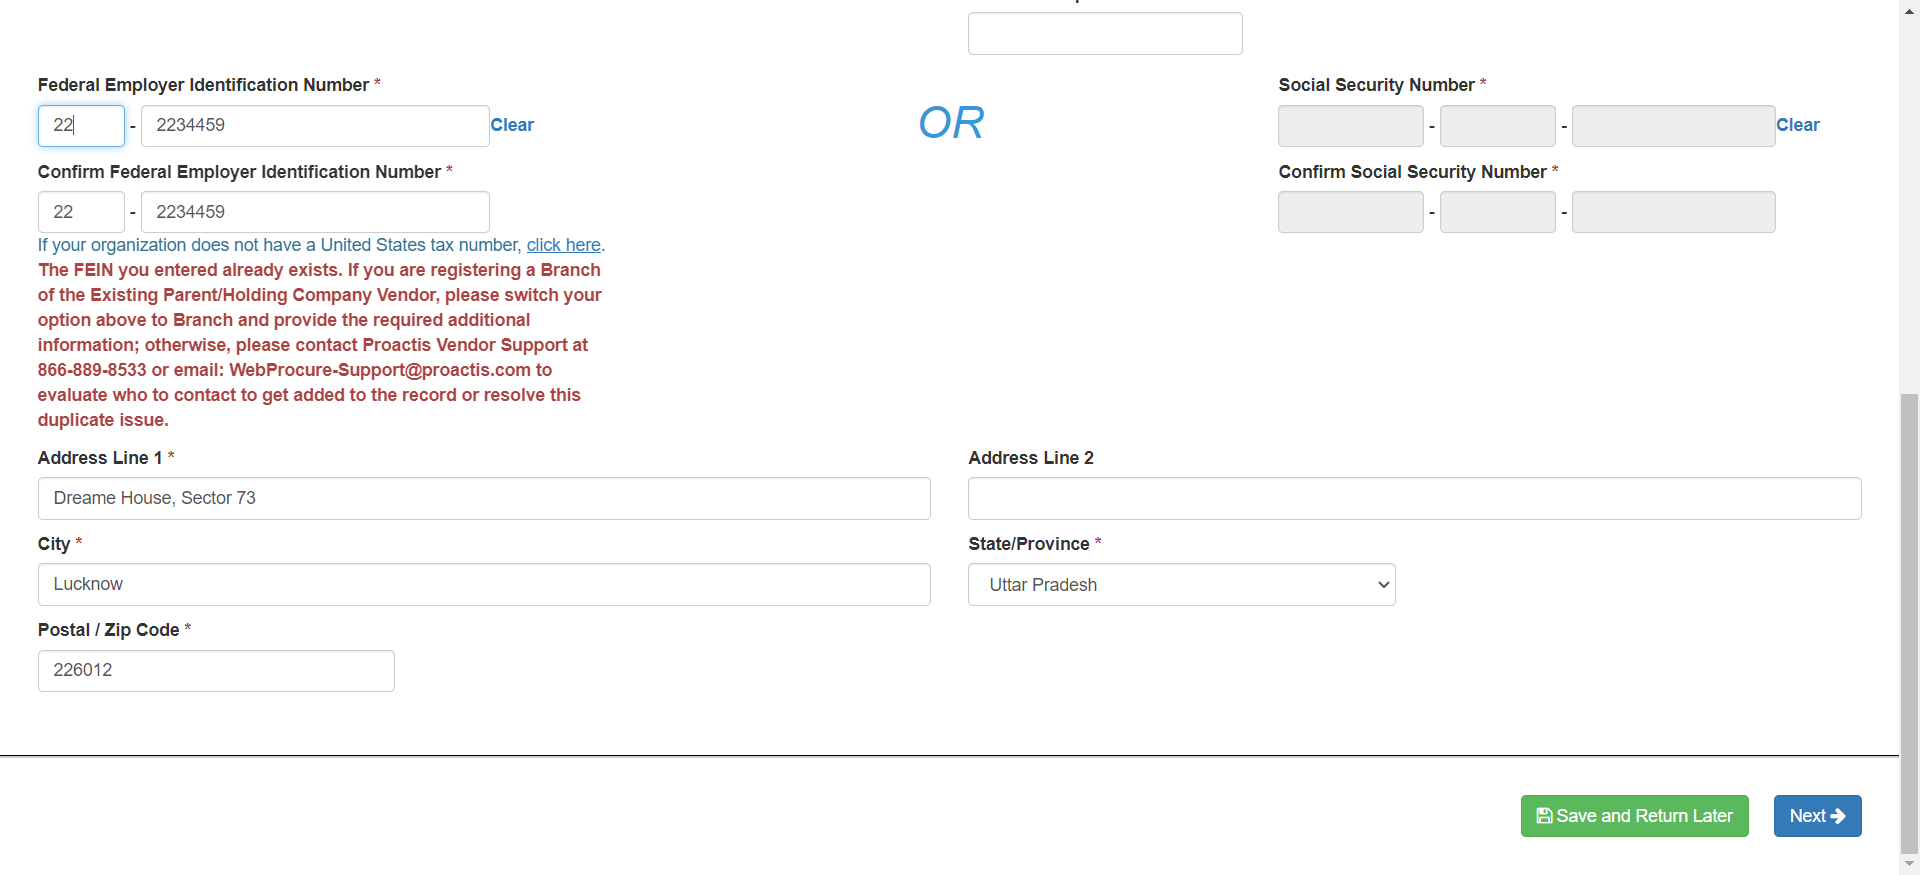 Federal Employer Identification Number *
22 - 2234459 Clear
OR
Social Security Number *
- - Clear
Confirm Federal Employer Identification Number *
22 - 2234459
Confirm Social Security Number *
- -
If your organization does not have a United States tax number, click here.
The FEIN you entered already exists. If you are registering a Branch
of the Existing Parent/Holding Company Vendor, please switch your
option above to Branch and provide the required additional
information; otherwise, please contact Proactis Vendor Support at
866-889-8533 or email: WebProcure-Support@proactis.com to
evaluate who to contact to get added to the record or resolve this
duplicate issue.
Address Line 1 *
Dreame House, Sector 73
Address Line 2
City *
Lucknow
State/Province *
Uttar Pradesh
Postal / Zip Code *
226012
Save and Return Later
Next